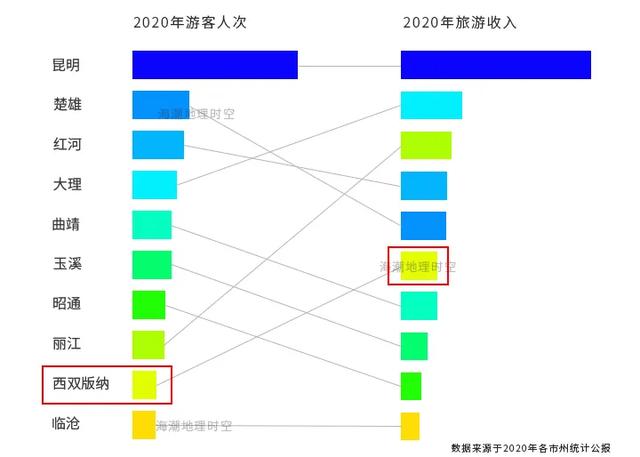 2020年游客人次 2020年旅游收入
昆明
楚雄
海潮地理时空
红河
大理
曲靖
玉溪
海潮地理时空
昭通
丽江
西双版纳
临沧
海潮地理时空
数据来源于2020年各市州统计公报